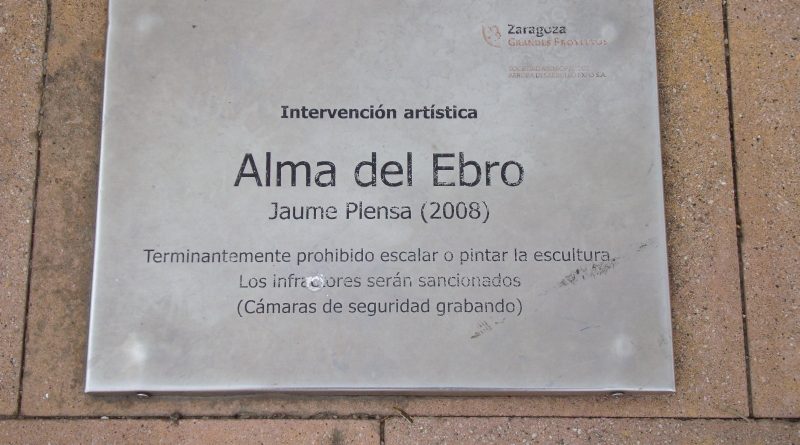 Zaragoza
GRANDES PROYECTOS
Intervención artística
Alma del Ebro
Jaume Plensa (2008)
Terminantemente prohibido escalar o pintar la escultura.
Los infractores serán sancionados
(Cámaras de seguridad grabando)